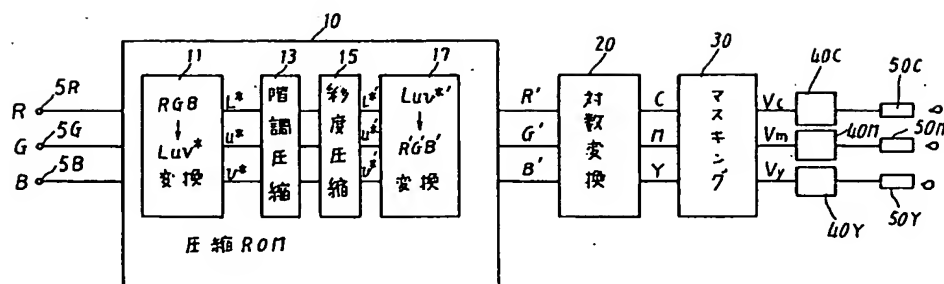 10
11
13
15
17
20
30
40C
50C
R
5R
RGB
↓
Luv*
変換
L*
u*
v*
階調圧縮
彩度圧縮
L*'
u*'
v*'
Luv*'
↓
R'G'B'
変換
R'
G'
B'
対数変換
C
M
Y
マスキング
Vc
Vm
Vy
G
5G
B
5B
40M
50M
40Y
50Y
圧縮ROM